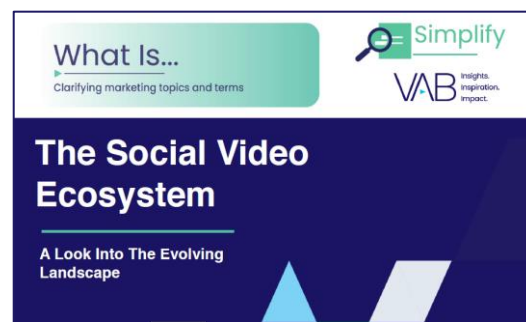 What Is...
Clarifying marketing topics and terms
Simplify
VAB
Insights.
Inspiration.
Impact.
The Social Video
Ecosystem
A Look Into The Evolving
Landscape